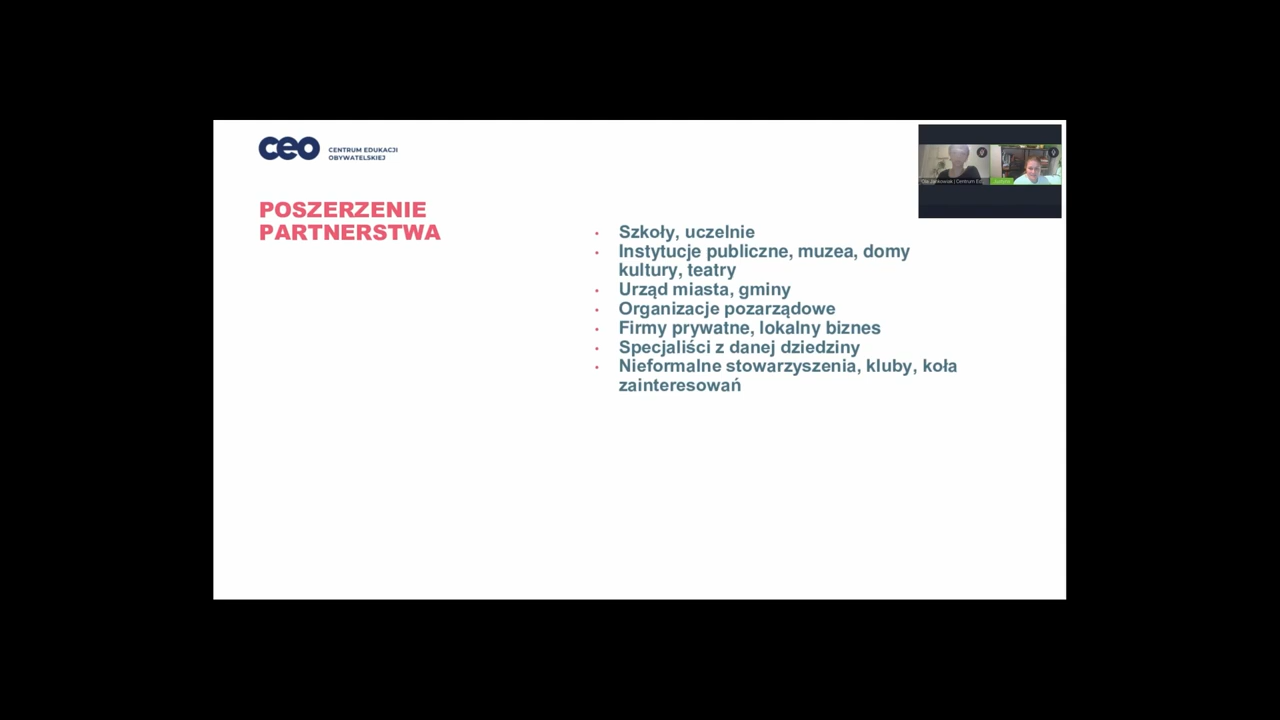 ceo
CENTRUM EDUKACJI
OBYWATELSKIEJ
POSZERZENIE
PARTNERSTWA
Szkoły, uczelnie
Instytucje publiczne, muzea, domy
kultury, teatry
Urząd miasta, gminy
Organizacje pozarządowe
Firmy prywatne, lokalny biznes
Specjaliści z danej dziedziny
Nieformalne stowarzyszenia, kluby, koła
zainteresowań